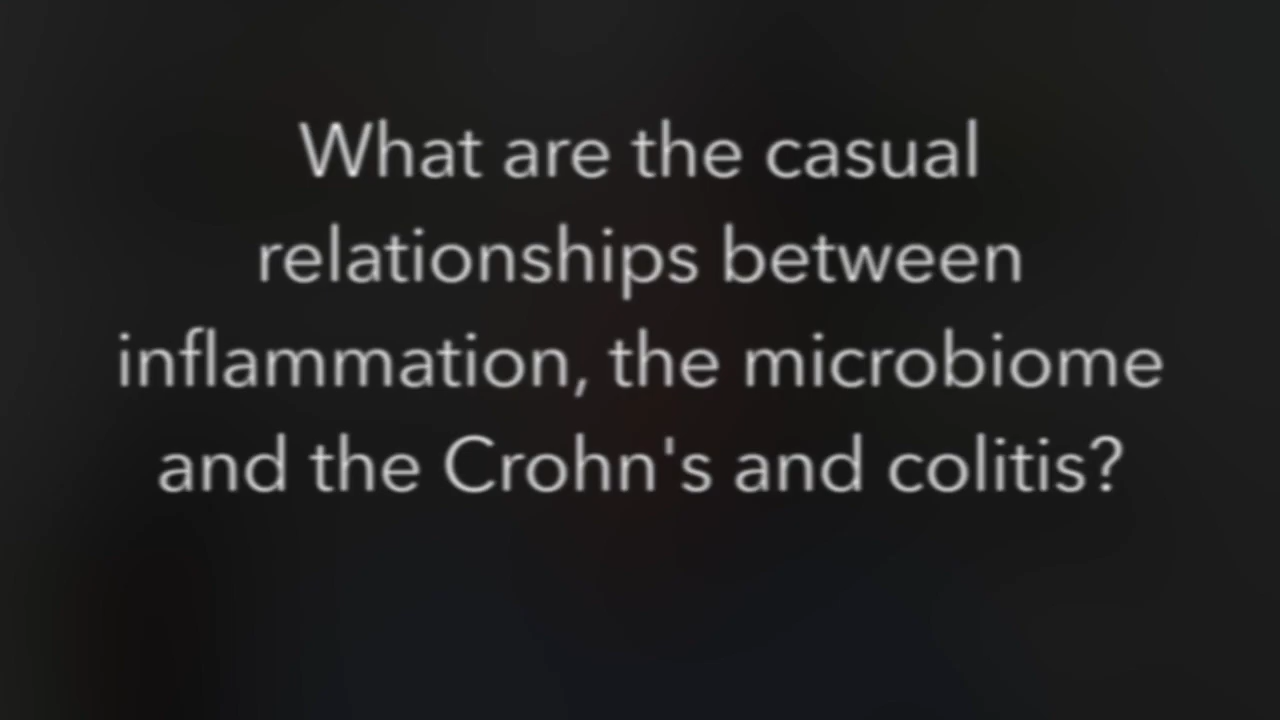 What are the casual
relationships between
inflammation, the microbiome
and the Crohn's and colitis?